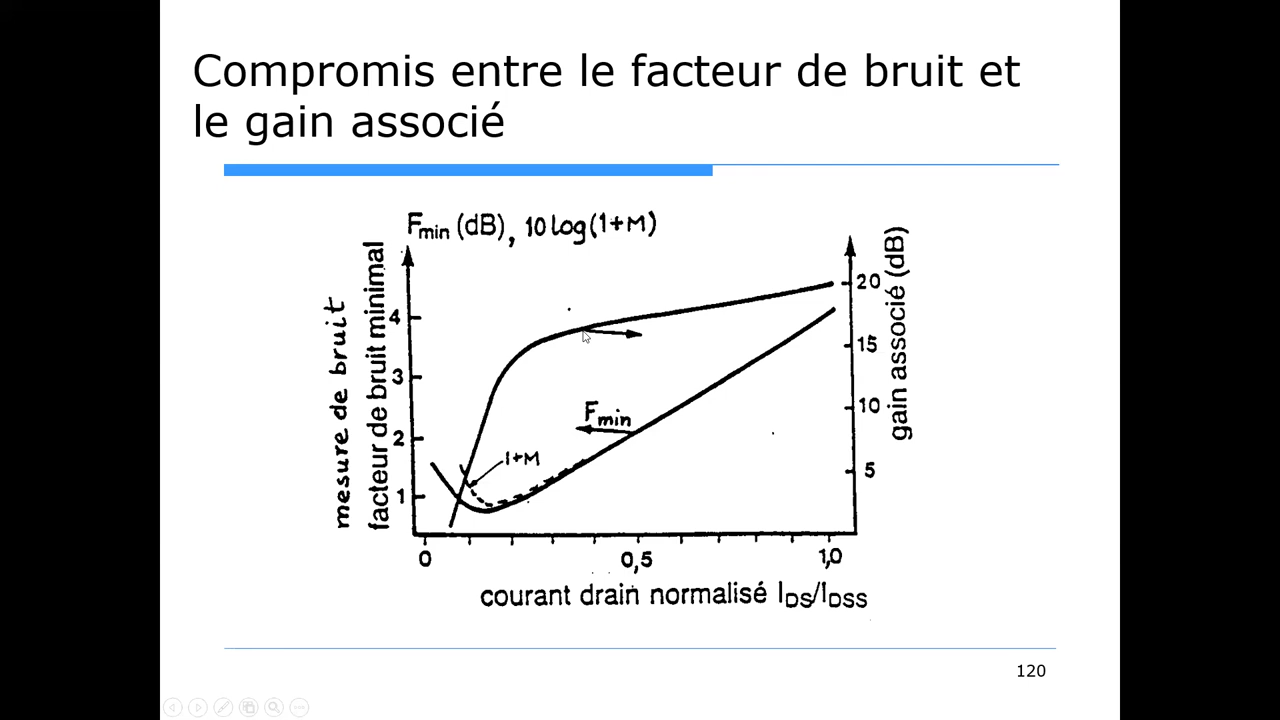 Compromis entre le facteur de bruit et
le gain associé
Fmin (dB), 10 log(1+M)
mesure de bruit
facteur de bruit minimal
4
3
2
1
20
15
10
5
gain associé (dB)
Fmin
1+M
0
0,5
1,0
courant drain normalisé IDS/IDSS
120